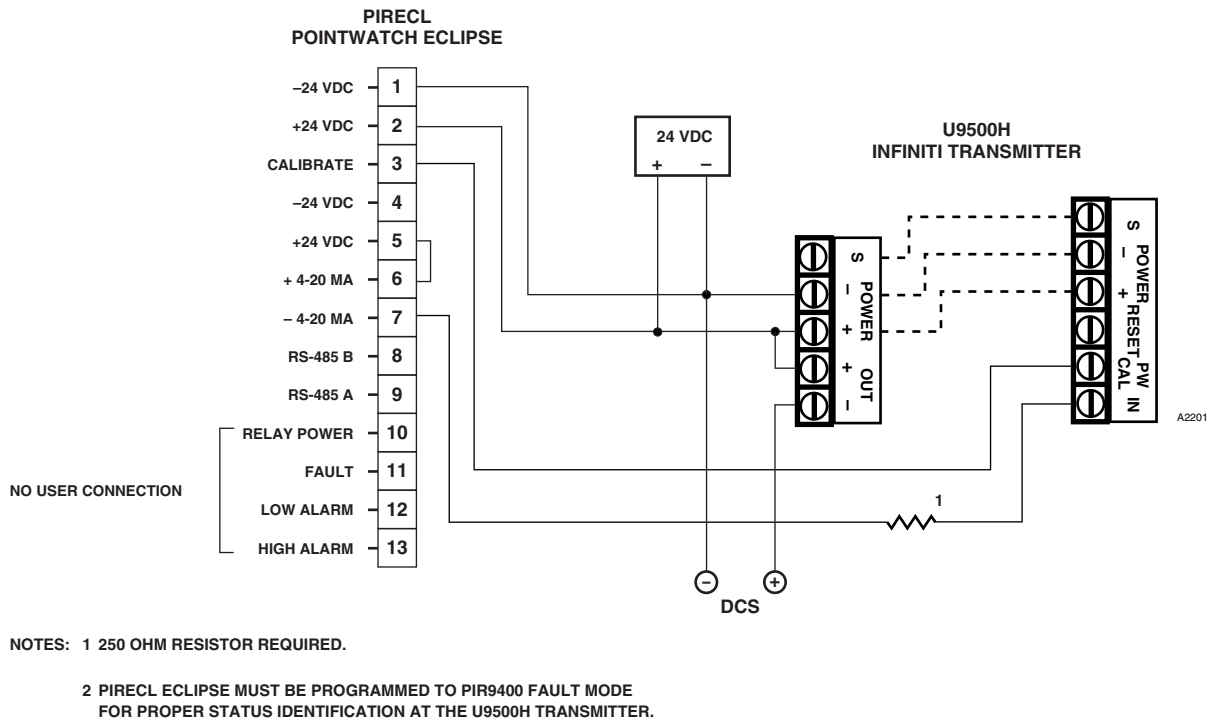 PIRECL
POINTWATCH ECLIPSE
–24 VDC 1
+24 VDC 2
CALIBRATE 3
–24 VDC 4
+24 VDC 5
+ 4-20 MA 6
– 4-20 MA 7
RS-485 B 8
RS-485 A 9
RELAY POWER 10
FAULT 11
LOW ALARM 12
HIGH ALARM 13
NO USER CONNECTION
24 VDC
+ –
U9500H
INFINITI TRANSMITTER
S
– POWER +
+ OUT –
S
– POWER +
RESET
PW
CAL IN
A2201
1
– +
DCS
NOTES: 1 250 OHM RESISTOR REQUIRED.
2 PIRECL ECLIPSE MUST BE PROGRAMMED TO PIR9400 FAULT MODE
FOR PROPER STATUS IDENTIFICATION AT THE U9500H TRANSMITTER.